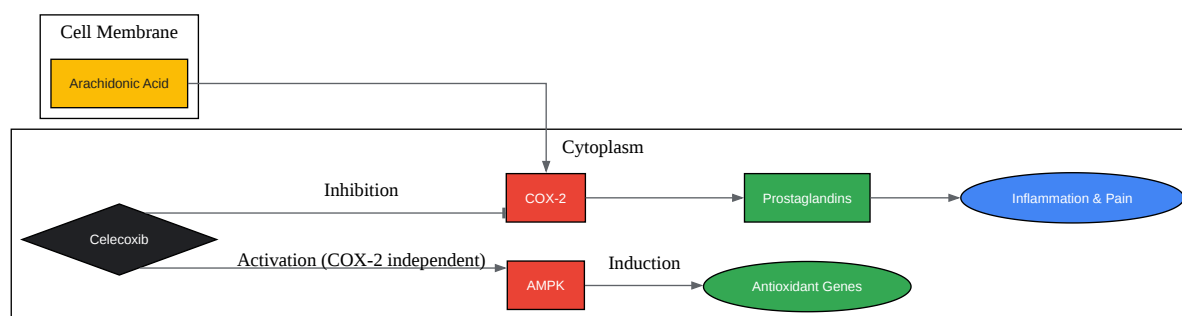 Cell Membrane
Arachidonic Acid
Cytoplasm
Inhibition
COX-2
Prostaglandins
Inflammation & Pain
Celecoxib
Activation (COX-2 independent)
AMPK
Induction
Antioxidant Genes